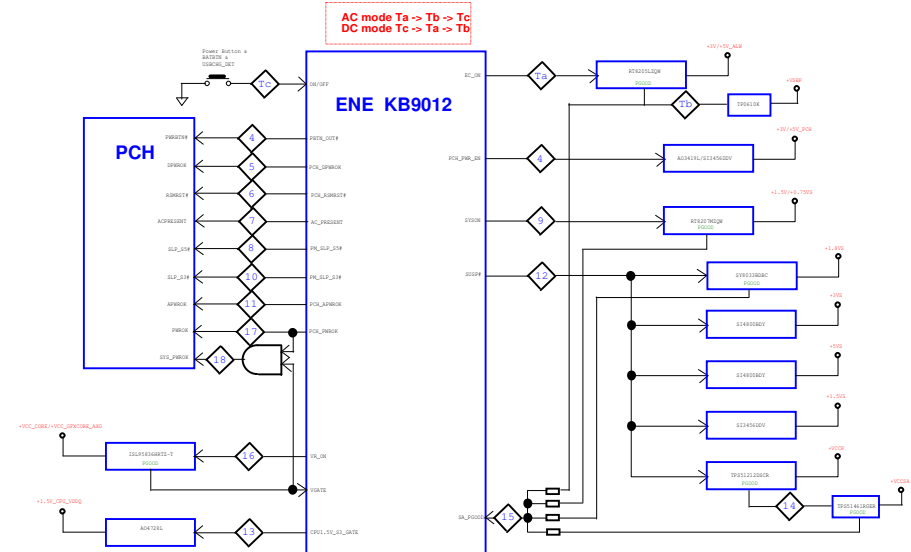 AC mode Ta -> Tb -> Tc
DC mode Tc -> Ta -> Tb
Power Button &
BATBTN &
USBCHG_DET
Tc
ON/OFF
ENE KB9012
EC_ON
Ta
RT8205LZQW
+3V/+5V_ALW
Tb
TP0610K
+VSBP
PCH
PWRBTN#
4
PBTN_OUT#
DPWROK
5
PCH_DPWROK
RSMRST#
6
PCH_RSMRST#
ACPRESENT
7
AC_PRESENT
SLP_S5#
8
PM_SLP_S5#
SLP_S3#
10
PM_SLP_S3#
APWROK
11
PCH_APWROK
PWROK
17
PCH_PWROK
SYS_PWROK
18
PCH_PWR_EN
4
AO3419L/SI3456DDV
+3V/+5V_PCH
SYSON
9
RT8207MZQW
PGOOD
+1.5V/+0.75VS
SUSP#
12
SY8033BDBC
PGOOD
+1.8VS
SI4800BDY
+3VS
SI4800BDY
+5VS
SI3456DDV
+1.5VS
TPS51212DSCR
PGOOD
+VCCP
14
TPS51461RGER
PGOOD
+VCCSA
+VCC_CORE/+VCC_GFXCORE_AXG
ISL95836HRTZ-T
PGOOD
16
VR_ON
VGATE
+1.5V_CPU_VDDQ
AO4728L
13
CPU1.5V_S3_GATE
SA_PGOOD
15